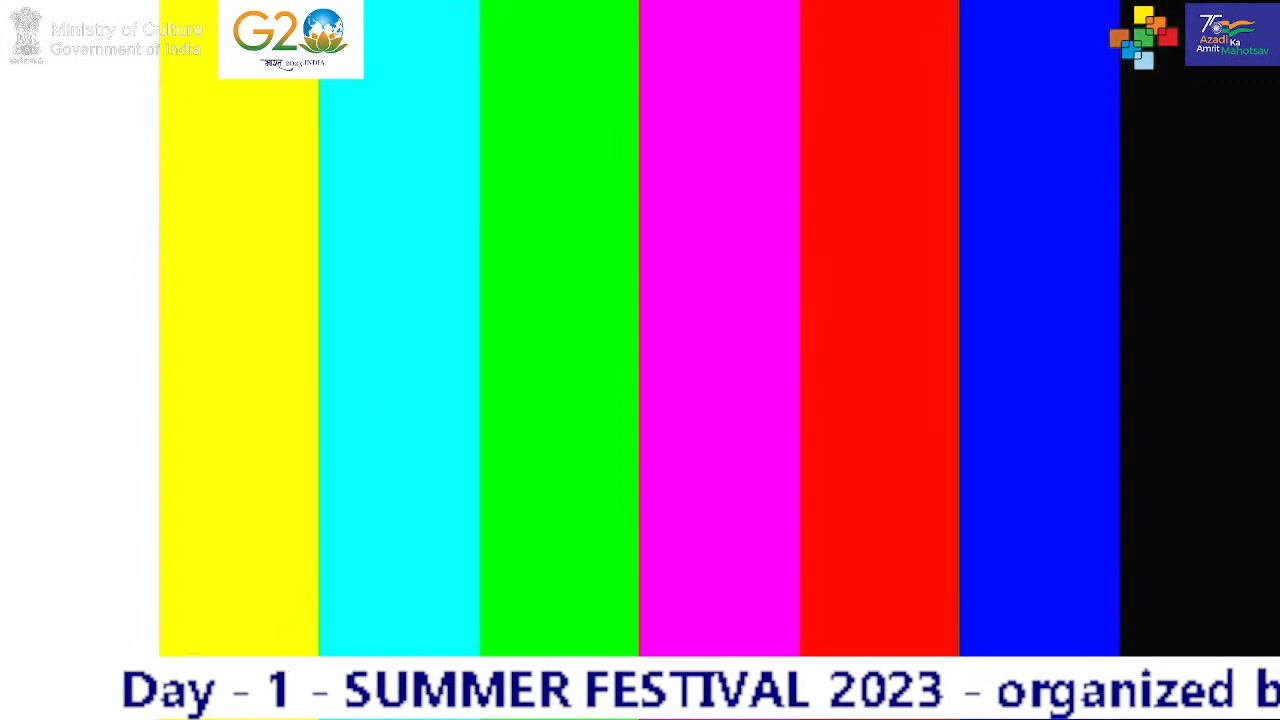 Ministry of Culture
Government of India
G20
भारत 2023 INDIA
75
Azadi
Ka
Amrit Mahotsav
Day - 1 - SUMMER FESTIVAL 2023 - organized b